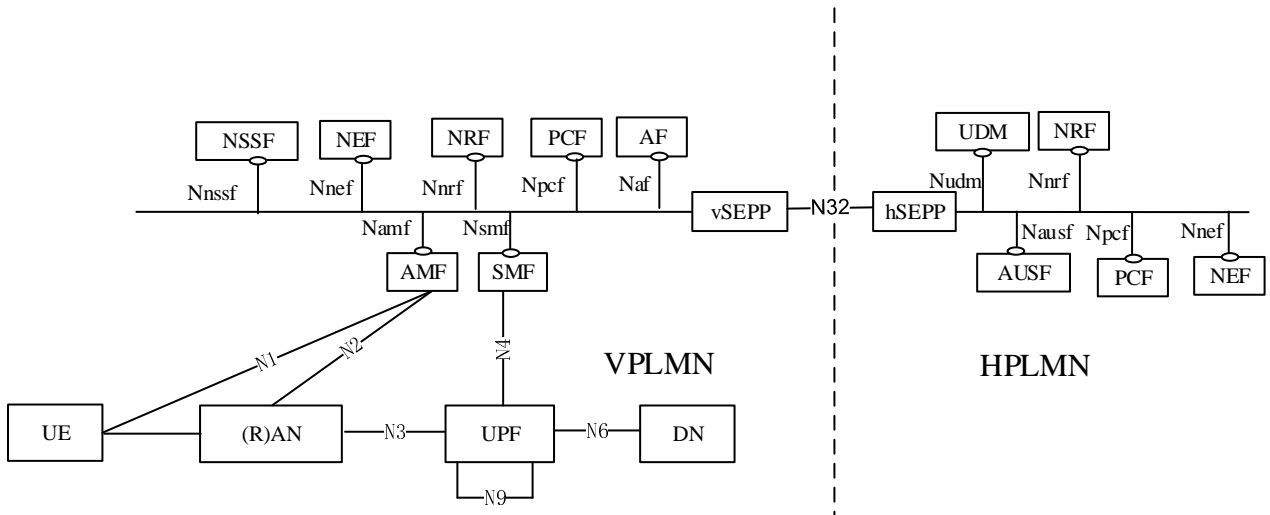 NSSF
NEF
NRF
PCF
AF
UDM
NRF
Nnssf
Nnef
Nnrf
Npcf
Naf
Nudm
Nnrf
vSEPP
N32
hSEPP
Namf
Nsmf
Nausf
Npcf
Nnef
AMF
SMF
AUSF
PCF
NEF
N1
N2
N4
VPLMN
HPLMN
UE
(R)AN
N3
UPF
N6
DN
N9